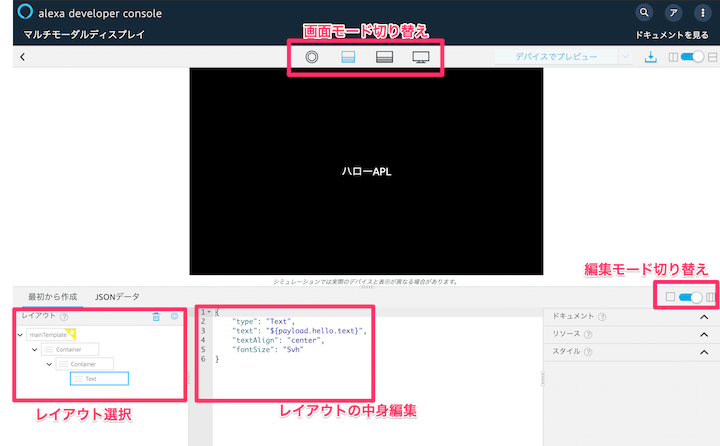 alexa developer console
マルチモーダルディスプレイ
画面モード切り替え
ドキュメントを見る
デバイスでプレビュー
ハローAPL
シミュレーションでは実際のデバイスと表示が異なる場合があります。
編集モード切り替え
最初から作成 JSONデータ
レイアウト
mainTemplate
Container
Container
Text
レイアウト選択
1 {
2 "type": "Text",
3 "text": "${payload.hello.text}",
4 "textAlign": "center",
5 "fontSize": "5vh"
6 }
レイアウトの中身編集
ドキュメント
リソース
スタイル